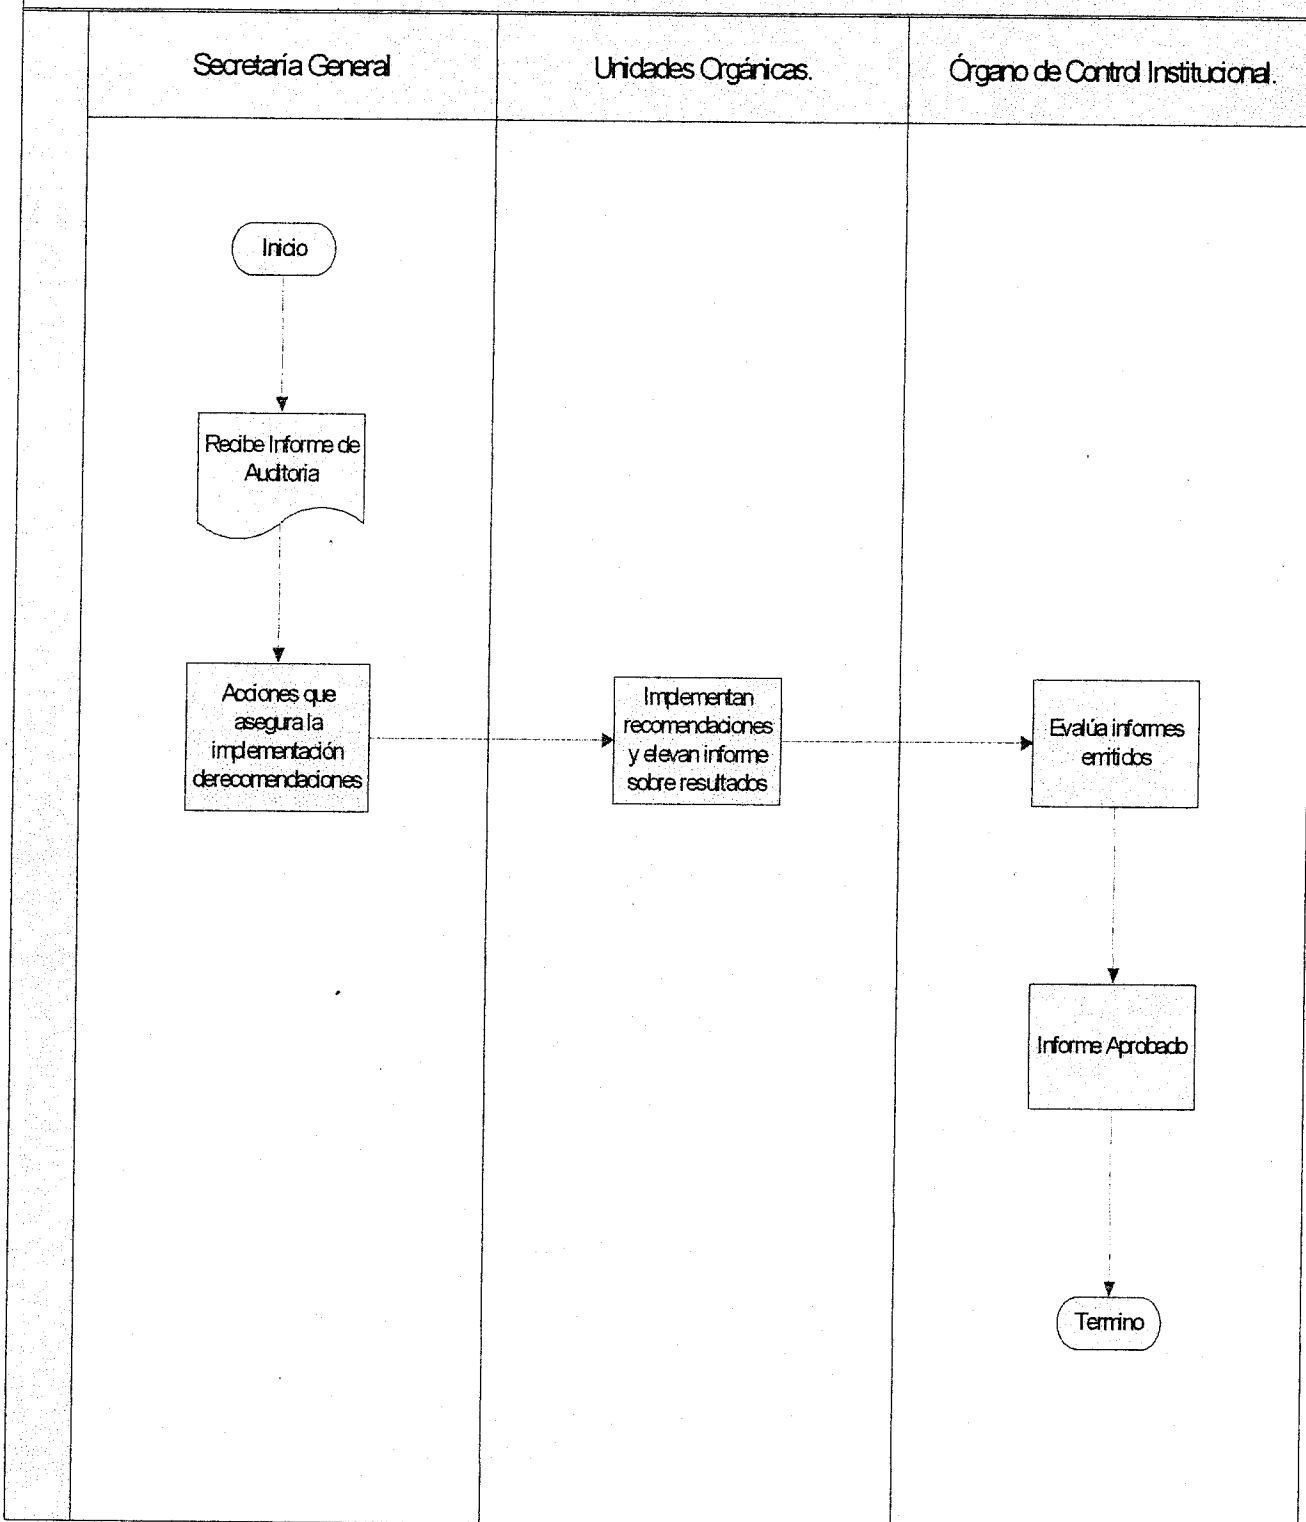 Secretaría General
Unidades Orgánicas.
Órgano de Control Institucional.
Inicio
Recibe Informe de
Auditoria
Acciones que
asegura la
implementación
derecomendaciones
Implementan
recomendaciones
y elevan informe
sobre resultados
Evalúa informes
emitidos
Informe Aprobado
Termino